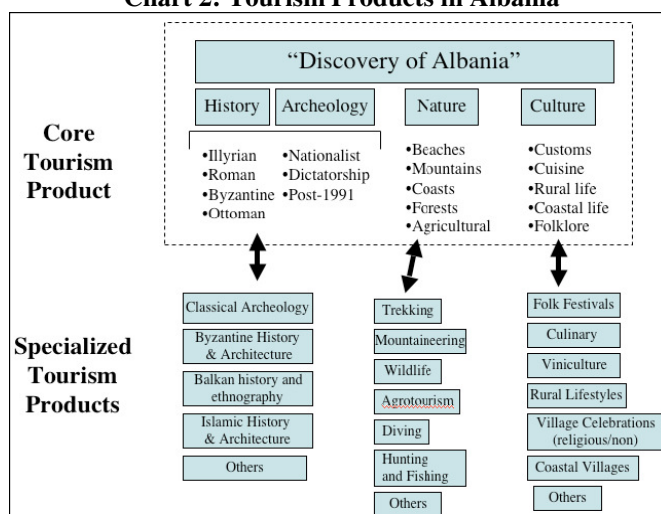 Chart 2: Tourism Products in Albania
“Discovery of Albania”
History
Archeology
Nature
Culture
Core
Tourism
Product
•Illyrian
•Roman
•Byzantine
•Ottoman
•Nationalist
•Dictatorship
•Post-1991
•Beaches
•Mountains
•Coasts
•Forests
•Agricultural
•Customs
•Cuisine
•Rural life
•Coastal life
•Folklore
Specialized
Tourism
Products
Classical Archeology
Byzantine History
& Architecture
Balkan history and
ethnography
Islamic History
& Architecture
Others
Trekking
Mountaineering
Wildlife
Agrotourism
Diving
Hunting
and Fishing
Others
Folk Festivals
Culinary
Viniculture
Rural Lifestyles
Village Celebrations
(religious/non)
Coastal Villages
Others